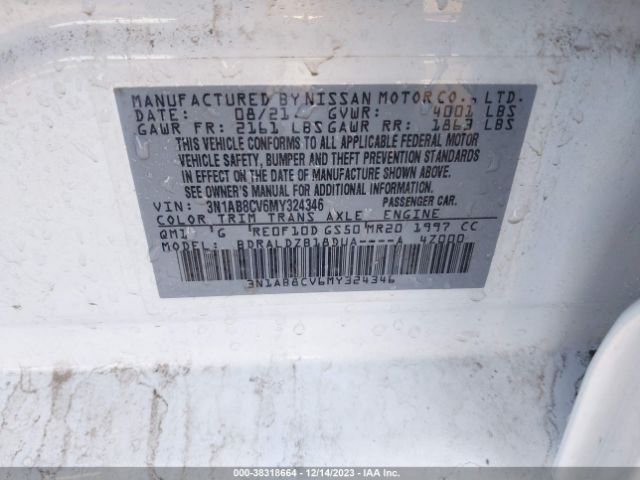 MANUFACTURED BY NISSAN MOTOR CO., LTD.
DATE: 08/21 GVWR: 4001 LBS
GAWR FR: 2161 LBS GAWR RR: 1863 LBS
THIS VEHICLE CONFORMS TO ALL APPLICABLE FEDERAL MOTOR
VEHICLE SAFETY, BUMPER AND THEFT PREVENTION STANDARDS
IN EFFECT ON THE DATE OF MANUFACTURE SHOWN ABOVE.
SEE OWNER'S MANUAL FOR ADDITIONAL INFORMATION
VIN: 3N1AB8CV6MY324346 PASSENGER CAR.
COLOR TRIM TRANS AXLE ENGINE
QM1 G RE0F10D GS50 MR20 1997 CC
MODEL: BDRALDZB18DUA----A 4Z000
3N1AB8CV6MY324346
000-38318664 - 12/14/2023 - IAA Inc.